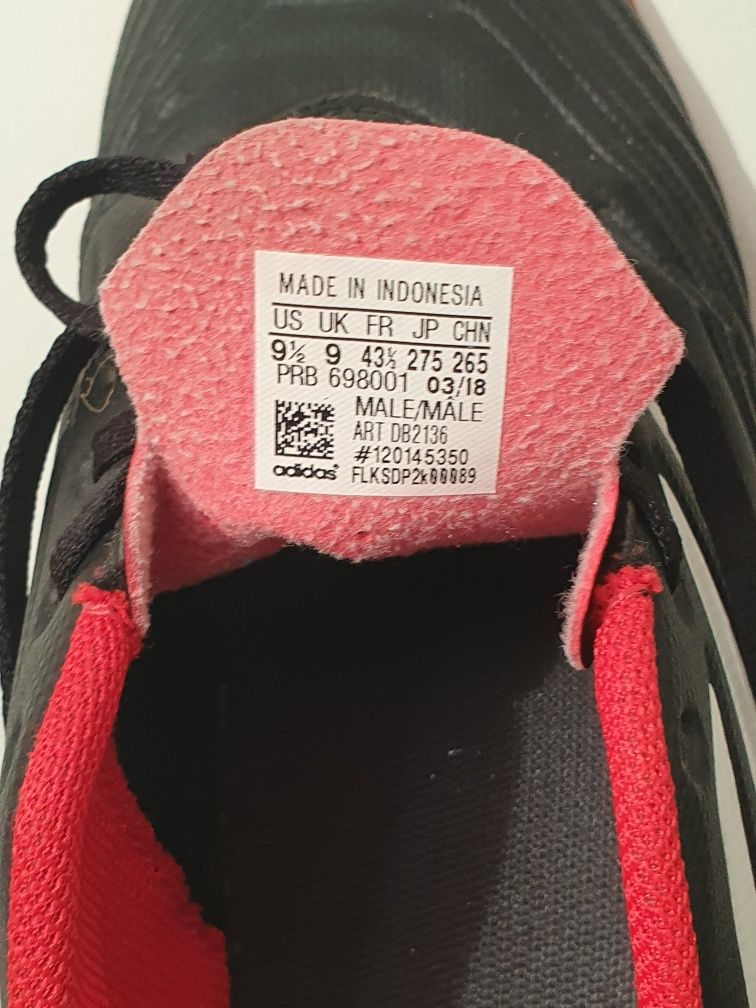 MADE IN INDONESIA
US UK FR JP CHN
9½ 9 43⅓ 275 265
PRB 698001 03/18
MALE/MÂLE
ART DB2136
#120145350
adidas FLKSDP2k00089